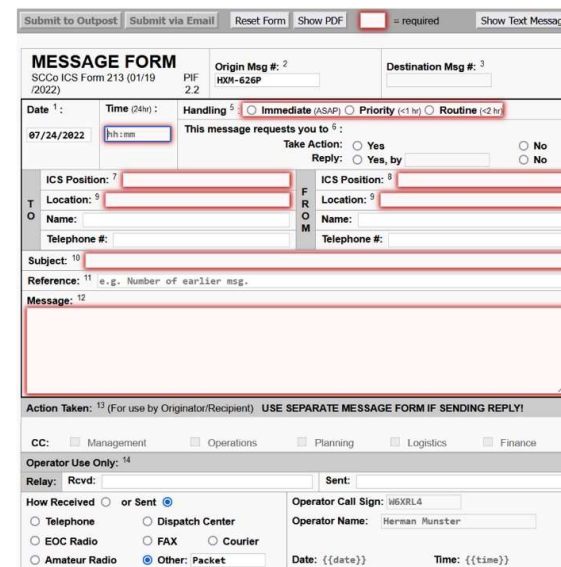 Submit to Outpost Submit via Email Reset Form Show PDF = required Show Text Messag
MESSAGE FORM
SCCo ICS Form 213 (01/19/2022) PIF 2.2
Origin Msg #: 2
HXM-626P
Destination Msg #: 3
Date 1 : Time (24hr) : Handling 5 : Immediate (ASAP) Priority (<1 hr) Routine (<2 hr)
07/24/2022 hh:mm
This message requests you to 6 :
Take Action: Yes No
Reply: Yes, by No
TO
ICS Position: 7
Location: 9
Name:
Telephone #:
FROM
ICS Position: 8
Location: 9
Name:
Telephone #:
Subject: 10
Reference: 11 e.g. Number of earlier msg.
Message: 12
Action Taken: 13 (For use by Originator/Recipient) USE SEPARATE MESSAGE FORM IF SENDING REPLY!
CC: Management Operations Planning Logistics Finance
Operator Use Only: 14
Relay: Rcvd: Sent:
How Received or Sent
Telephone Dispatch Center
EOC Radio FAX Courier
Amateur Radio Other: Packet
Operator Call Sign: W6XRL4
Operator Name: Herman Munster
Date: {{date}} Time: {{time}}